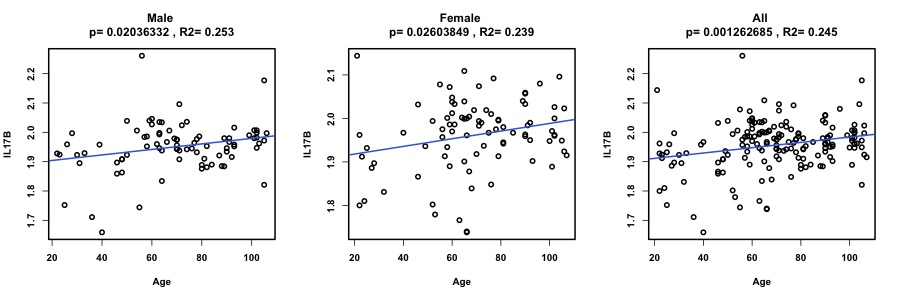 Male
p= 0.02036332 , R2= 0.253
IL17B
2.2
2.1
2.0
1.9
1.8
1.7
20 40 60 80 100
Age
Female
p= 0.02603849 , R2= 0.239
IL17B
2.1
2.0
1.9
1.8
20 40 60 80 100
Age
All
p= 0.001262685 , R2= 0.245
IL17B
2.2
2.1
2.0
1.9
1.8
1.7
20 40 60 80 100
Age